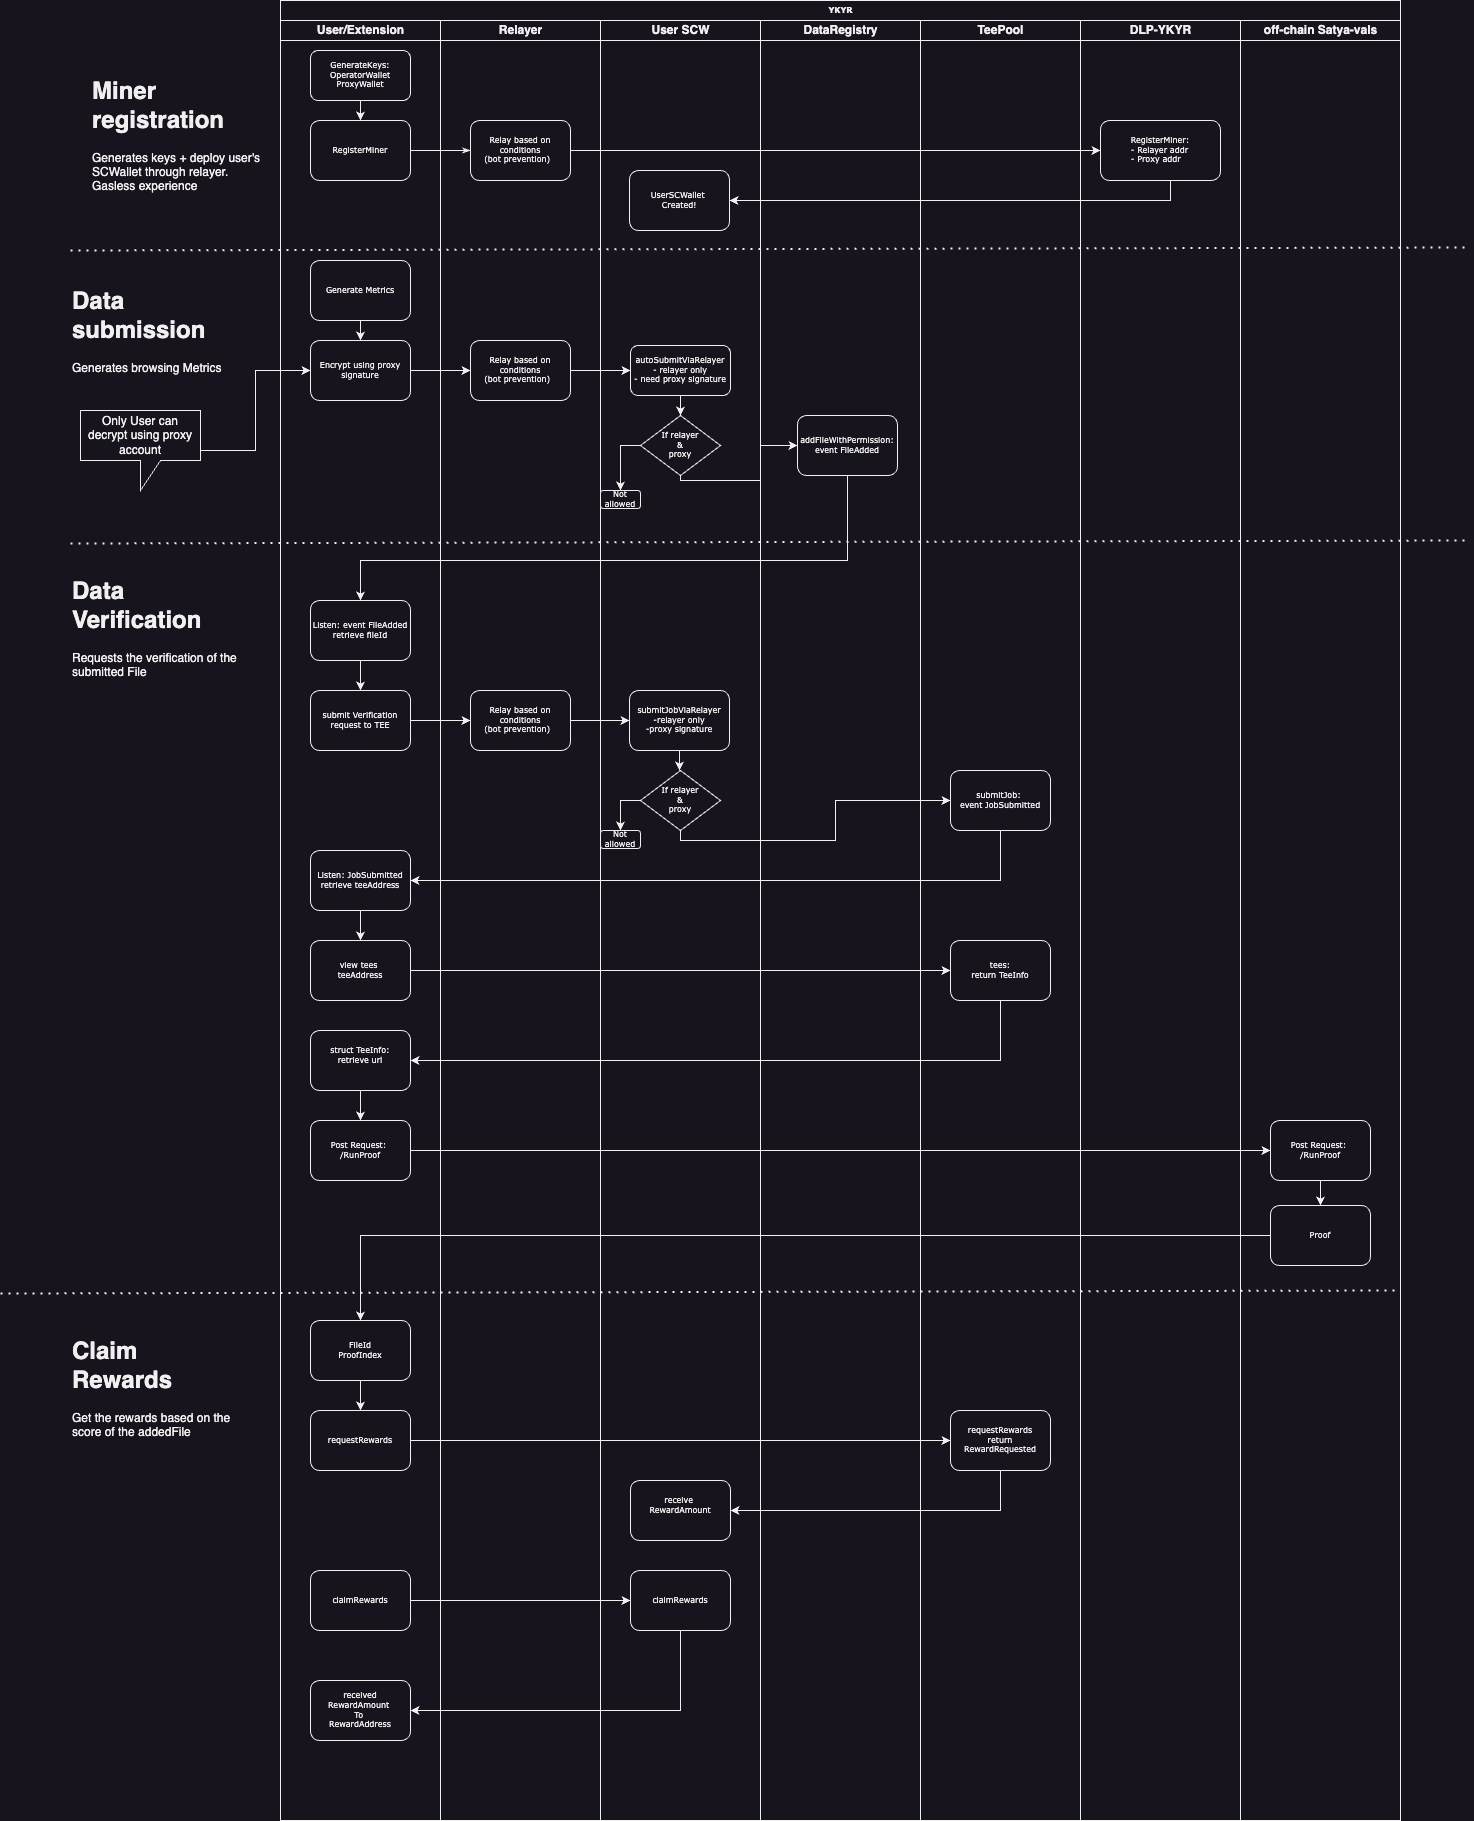 YKYR
User/Extension
Relayer
User SCW
DataRegistry
TeePool
DLP-YKYR
off-chain Satya-vals
Miner
registration
Generates keys + deploy user's
SCWallet through relayer.
Gasless experience
GenerateKeys:
OperatorWallet
ProxyWallet
RegisterMiner
Relay based on
conditions
(bot prevention)
RegisterMiner:
- Relayer addr
- Proxy addr
UserSCWallet
Created!
Data
submission
Generates browsing Metrics
Only User can
decrypt using proxy
account
Generate Metrics
Encrypt using proxy
signature
Relay based on
conditions
(bot prevention)
autoSubmitViaRelayer
- relayer only
- need proxy signature
If relayer
&
proxy
Not
allowed
addFileWithPermission:
event FileAdded
Data
Verification
Requests the verification of the
submitted File
Listen: event FileAdded
retrieve fileId
submit Verification
request to TEE
Relay based on
conditions
(bot prevention)
submitJobViaRelayer
-relayer only
-proxy signature
If relayer
&
proxy
Not
allowed
submitJob:
event JobSubmitted
Listen: JobSubmitted
retrieve teeAddress
view tees
teeAddress
tees:
return TeeInfo
struct TeeInfo:
retrieve url
Post Request:
/RunProof
Post Request:
/RunProof
Proof
Claim
Rewards
Get the rewards based on the
score of the addedFile
FileId
ProofIndex
requestRewards
requestRewards
return
RewardRequested
receive
RewardAmount
claimRewards
claimRewards
received
RewardAmount
To
RewardAddress